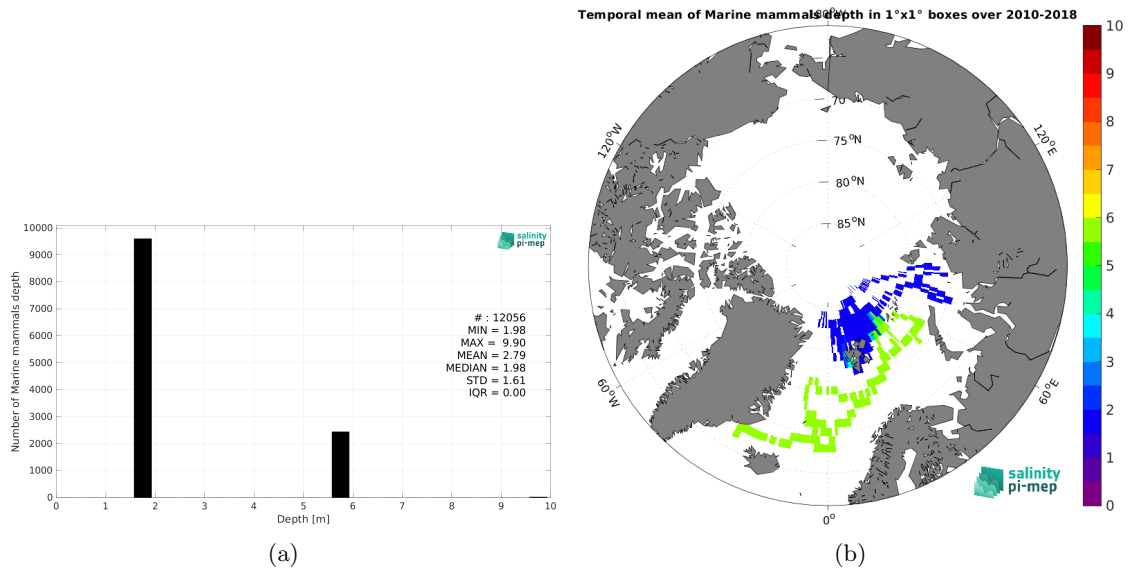 Number of Marine mammals depth
10000
9000
8000
7000
6000
5000
4000
3000
2000
1000
0
0 1 2 3 4 5 6 7 8 9 10
Depth [m]
salinity
pi-mep
# : 12056
MIN = 1.98
MAX = 9.90
MEAN = 2.79
MEDIAN = 1.98
STD = 1.61
IQR = 0.00
(a)
Temporal mean of Marine mammals depth in 1°x1° boxes over 2010-2018
180°W
120°W
120°E
60°W
60°E
0°
70°N
75°N
80°N
85°N
10
9
8
7
6
5
4
3
2
1
0
salinity
pi-mep
(b)